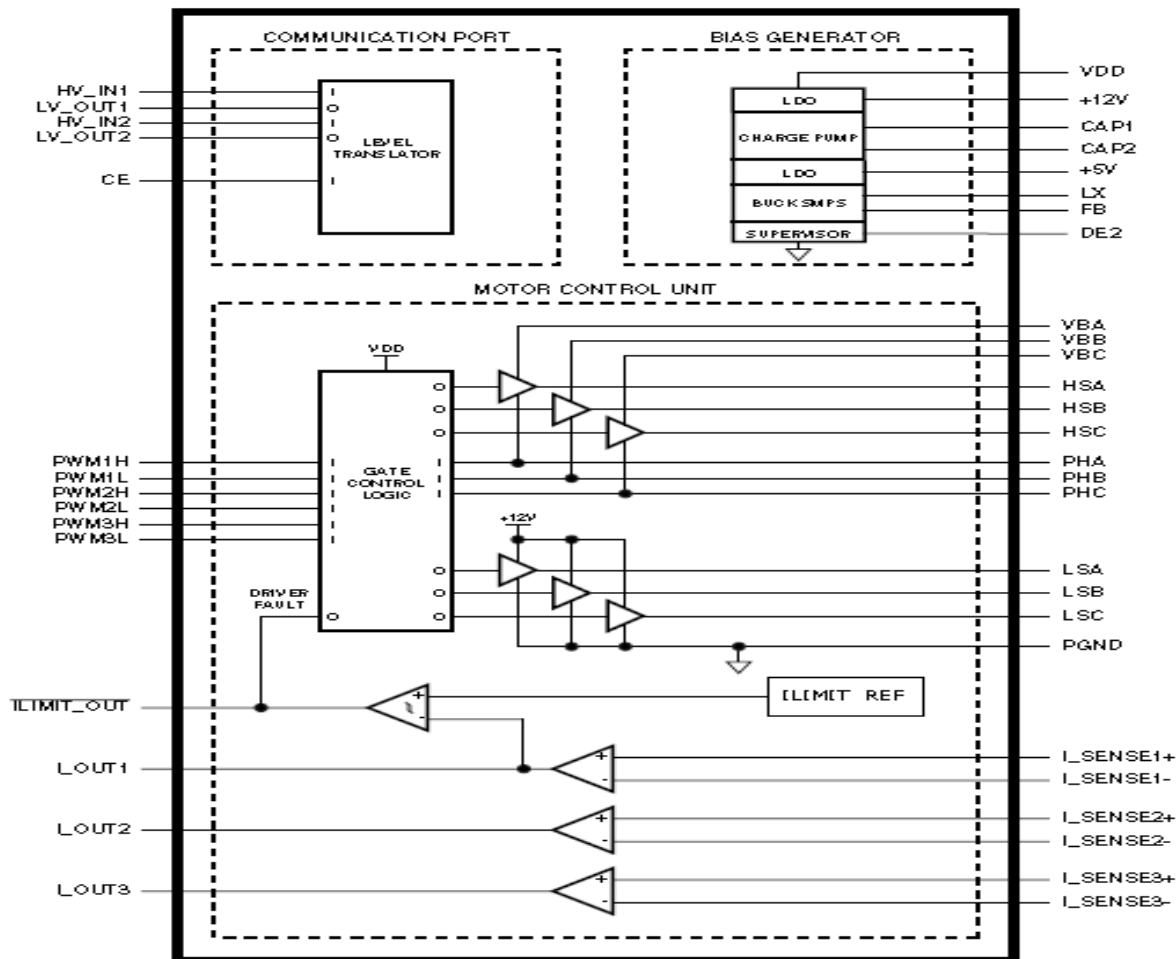 COMMUNICATION PORT
BIAS GENERATOR
HV_IN1
LV_OUT1
HV_IN2
LV_OUT2
CE
I
O
I
O
I
LEVEL
TRANSLATOR
LDO
CHARGE PUMP
LDO
BUCK SMPS
SUPERVISOR
VDD
+12V
CAP1
CAP2
+5V
LX
FB
DE2
MOTOR CONTROL UNIT
VDD
GATE
CONTROL
LOGIC
O
O
O
I
I
I
I
I
I
I
I
I
O
O
O
O
PWM1H
PWM1L
PWM2H
PWM2L
PWM3H
PWM3L
DRIVER
FAULT
+12V
VBA
VBB
VBC
HSA
HSB
HSC
PHA
PHB
PHC
LSA
LSB
LSC
PGND
ILIMIT_OUT
+
-
ILIMIT REF
I_OUT1
+
-
I_SENSE1+
I_SENSE1-
I_OUT2
+
-
I_SENSE2+
I_SENSE2-
I_OUT3
+
-
I_SENSE3+
I_SENSE3-